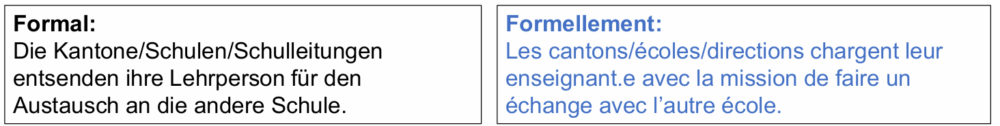 Formal:
Die Kantone/Schulen/Schulleitungen
entsenden ihre Lehrperson für den
Austausch an die andere Schule.
Formellement:
Les cantons/écoles/directions chargent leur
enseignant.e avec la mission de faire un
échange avec l’autre école.